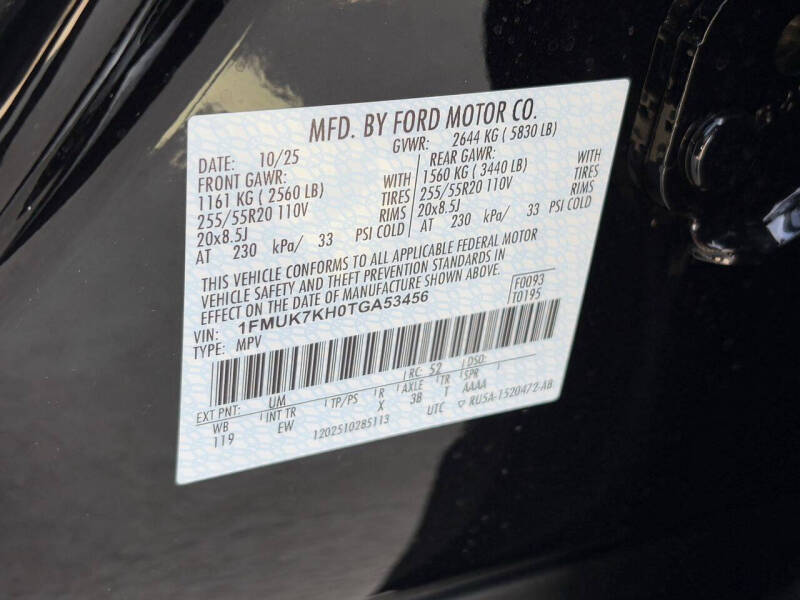 MFD. BY FORD MOTOR CO.
DATE: 10/25 GVWR: 2644 KG ( 5830 LB)
FRONT GAWR: REAR GAWR:
1161 KG ( 2560 LB) WITH 1560 KG ( 3440 LB) WITH
255/55R20 110V TIRES 255/55R20 110V TIRES
20x8.5J RIMS 20x8.5J RIMS
AT 230 kPa/ 33 PSI COLD AT 230 kPa/ 33 PSI COLD
THIS VEHICLE CONFORMS TO ALL APPLICABLE FEDERAL MOTOR
VEHICLE SAFETY AND THEFT PREVENTION STANDARDS IN
EFFECT ON THE DATE OF MANUFACTURE SHOWN ABOVE.
F0093
VIN: 1FMUK7KH0TGA53456 T0195
TYPE: MPV
EXT PNT: UM RC: 52 DSO:
WB INT TR TP/PS R AXLE TR SPR
119 EW X 38 T AAAA
1202510285113 UTC RU5A-1520472-AB